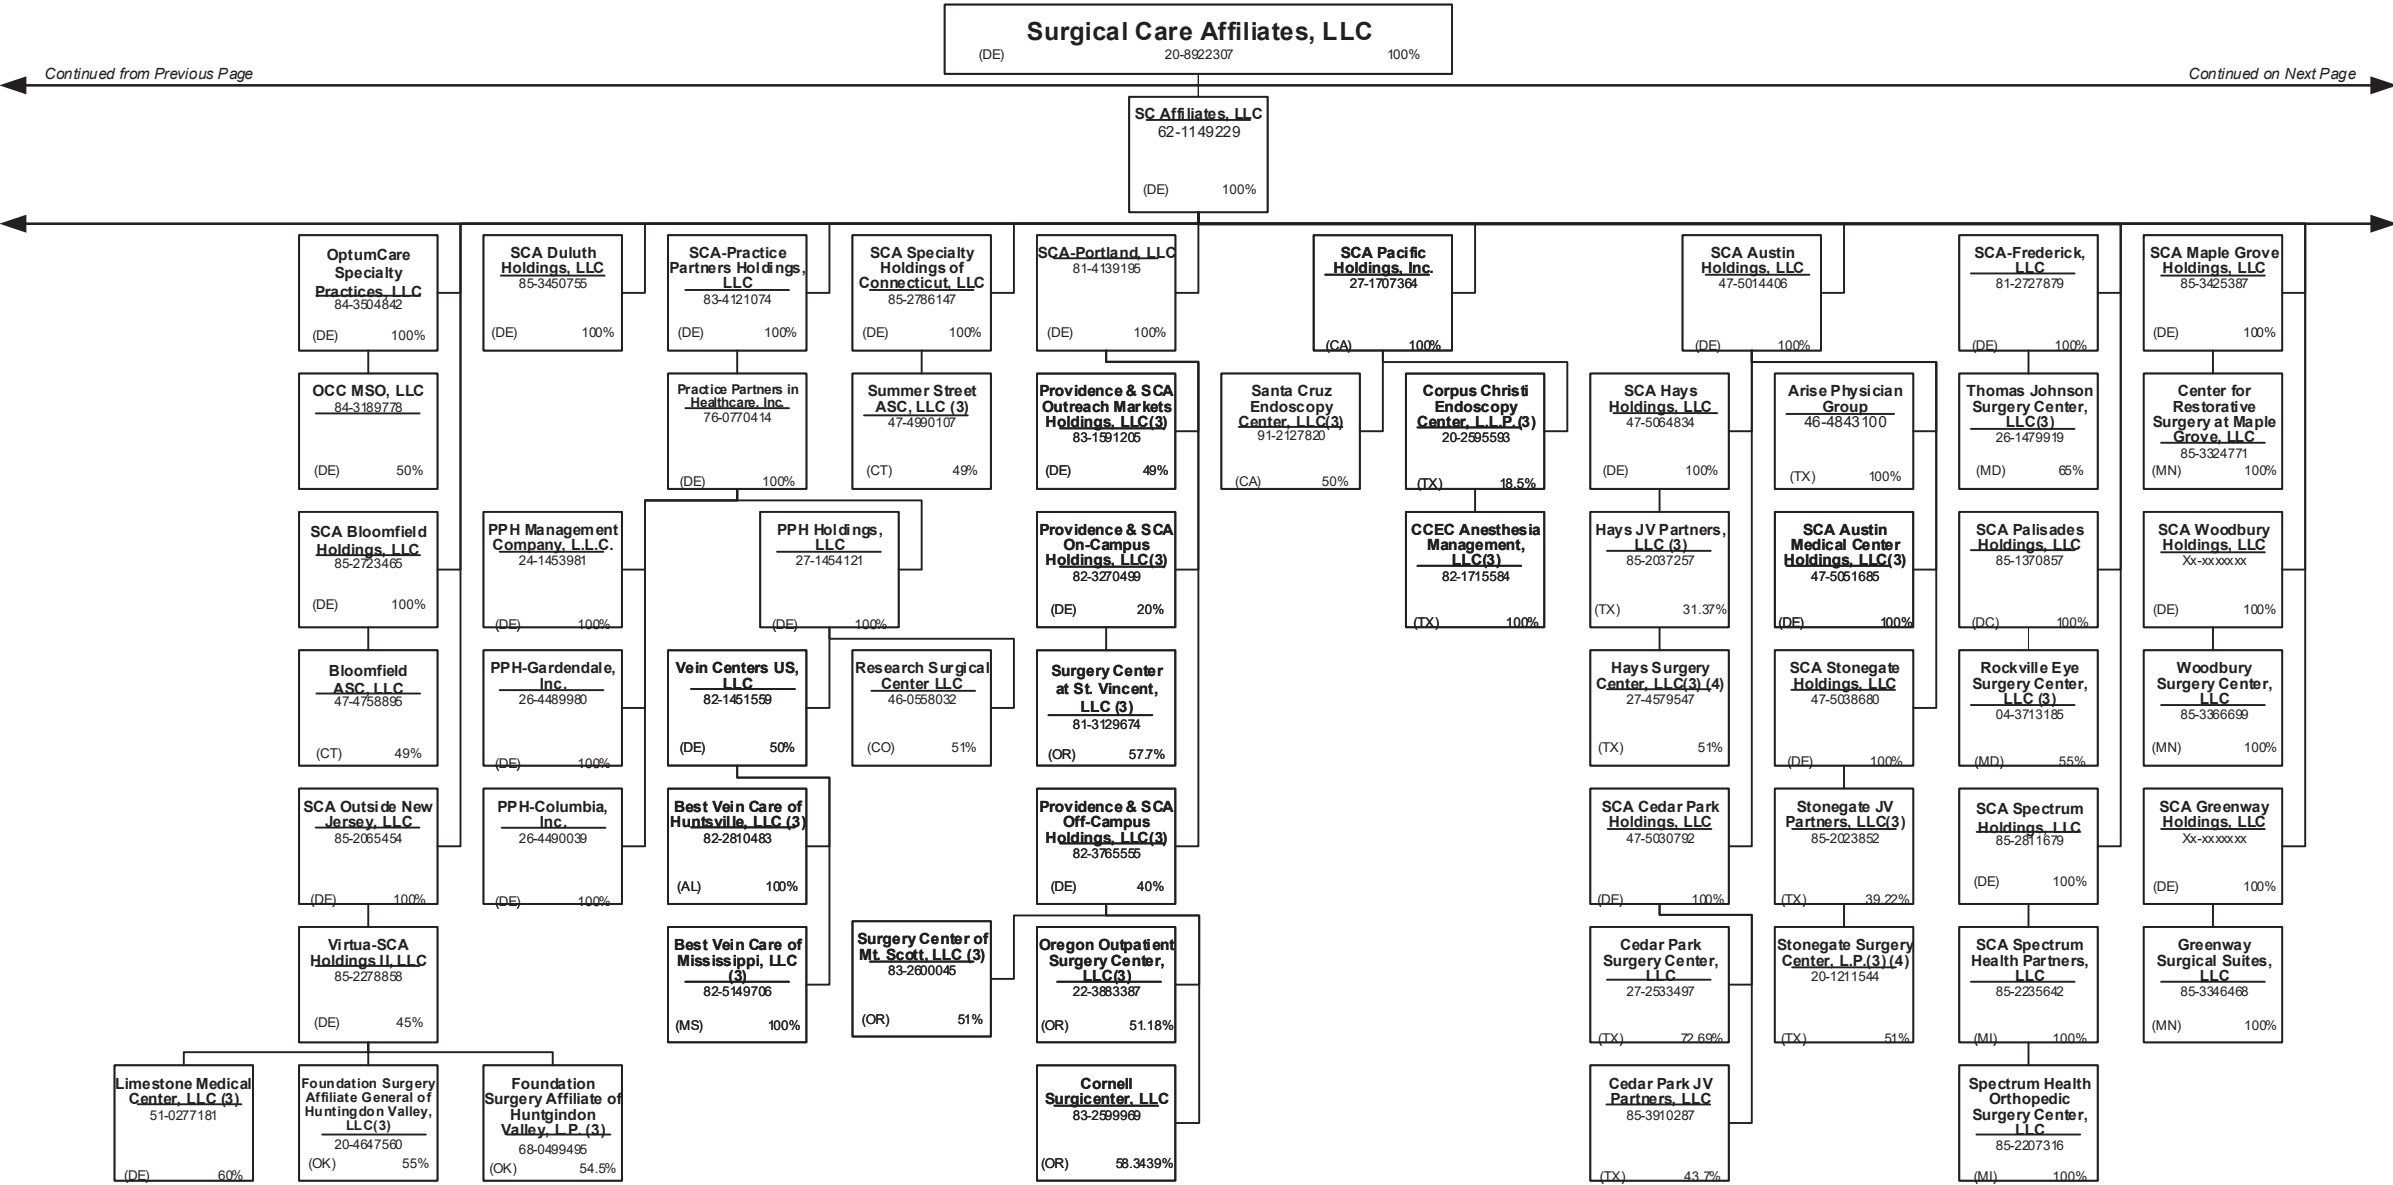 Surgical Care Affiliates, LLC
(DE) 20-8922307 100%
Continued from Previous Page
Continued on Next Page
SC Affiliates, LLC
62-1149229
(DE) 100%
OptumCare
Specialty
Practices, LLC
84-3504842
(DE) 100%
SCA Duluth
Holdings, LLC
85-3450755
(DE) 100%
SCA-Practice
Partners Holdings,
LLC
83-4121074
(DE) 100%
SCA Specialty
Holdings of
Connecticut, LLC
85-2786147
(DE) 100%
SCA-Portland, LLC
81-4139195
(DE) 100%
SCA Pacific
Holdings, Inc.
27-1707364
(CA) 100%
SCA Austin
Holdings, LLC
47-5014406
(DE) 100%
SCA-Frederick,
LLC
81-2727879
(DE) 100%
SCA Maple Grove
Holdings, LLC
85-3425387
(DE) 100%
OCC MSO, LLC
84-3189778
(DE) 50%
Practice Partners in
Healthcare, Inc.
76-0770414
(DE) 100%
Summer Street
ASC, LLC (3)
47-4990107
(CT) 49%
Providence & SCA
Outreach Markets
Holdings, LLC(3)
83-1591205
(DE) 49%
Santa Cruz
Endoscopy
Center, LLC(3)
91-2127820
(CA) 50%
Corpus Christi
Endoscopy
Center, L.L.P.(3)
20-2595593
(TX) 18.5%
SCA Hays
Holdings, LLC
47-5064834
(DE) 100%
Arise Physician
Group
46-4843100
(TX) 100%
Thomas Johnson
Surgery Center,
LLC(3)
26-1479919
(MD) 65%
Center for
Restorative
Surgery at Maple
Grove, LLC
85-3324771
(MN) 100%
SCA Bloomfield
Holdings, LLC
85-2723465
(DE) 100%
PPH Management
Company, L.L.C.
24-1453981
(DE) 100%
PPH Holdings,
LLC
27-1454121
(DE) 100%
Providence & SCA
On-Campus
Holdings, LLC(3)
82-3270499
(DE) 20%
CCEC Anesthesia
Management,
LLC(3)
82-1715584
(TX) 100%
Hays JV Partners,
LLC (3)
85-2037257
(TX) 31.37%
SCA Austin
Medical Center
Holdings, LLC(3)
47-5051685
(DE) 100%
SCA Palisades
Holdings, LLC
85-1370857
(DC) 100%
SCA Woodbury
Holdings, LLC
Xx-xxxxxxx
(DE) 100%
Bloomfield
ASC, LLC
47-4758895
(CT) 49%
PPH-Gardendale,
Inc.
26-4489980
(DE) 100%
Vein Centers US,
LLC
82-1451559
(DE) 50%
Research Surgical
Center LLC
46-0558032
(CO) 51%
Surgery Center
at St. Vincent,
LLC (3)
81-3129674
(OR) 57.7%
Hays Surgery
Center, LLC(3) (4)
27-4579547
(TX) 51%
SCA Stonegate
Holdings, LLC
47-5038680
(DE) 100%
Rockville Eye
Surgery Center,
LLC (3)
04-3713185
(MD) 55%
Woodbury
Surgery Center,
LLC
85-3366699
(MN) 100%
SCA Outside New
Jersey, LLC
85-2065454
(DE) 100%
PPH-Columbia,
Inc.
26-4490039
(DE) 100%
Best Vein Care of
Huntsville, LLC (3)
82-2810483
(AL) 100%
Providence & SCA
Off-Campus
Holdings, LLC(3)
82-3765555
(DE) 40%
SCA Cedar Park
Holdings, LLC
47-5030792
(DE) 100%
Stonegate JV
Partners, LLC(3)
85-2023852
(TX) 39.22%
SCA Spectrum
Holdings, LLC
85-2811679
(DE) 100%
SCA Greenway
Holdings, LLC
Xx-xxxxxxx
(DE) 100%
Virtua-SCA
Holdings II, LLC
85-2278858
(DE) 45%
Best Vein Care of
Mississippi, LLC
(3)
82-5149706
(MS) 100%
Surgery Center of
Mt. Scott, LLC (3)
83-2600045
(OR) 51%
Oregon Outpatient
Surgery Center,
LLC(3)
22-3883387
(OR) 51.18%
Cedar Park
Surgery Center,
LLC
27-2533497
(TX) 72.69%
Stonegate Surgery
Center, L.P.(3) (4)
20-1211544
(TX) 51%
SCA Spectrum
Health Partners,
LLC
85-2235642
(MI) 100%
Greenway
Surgical Suites,
LLC
85-3346468
(MN) 100%
Limestone Medical
Center, LLC (3)
51-0277181
(DE) 60%
Foundation Surgery
Affiliate General of
Huntingdon Valley,
LLC(3)
20-4647560
(OK) 55%
Foundation
Surgery Affiliate of
Huntgindon
Valley, L.P. (3)
68-0499495
(OK) 54.5%
Cornell
Surgicenter, LLC
83-2599969
(OR) 58.3439%
Cedar Park JV
Partners, LLC
85-3910287
(TX) 43.7%
Spectrum Health
Orthopedic
Surgery Center,
LLC
85-2207316
(MI) 100%